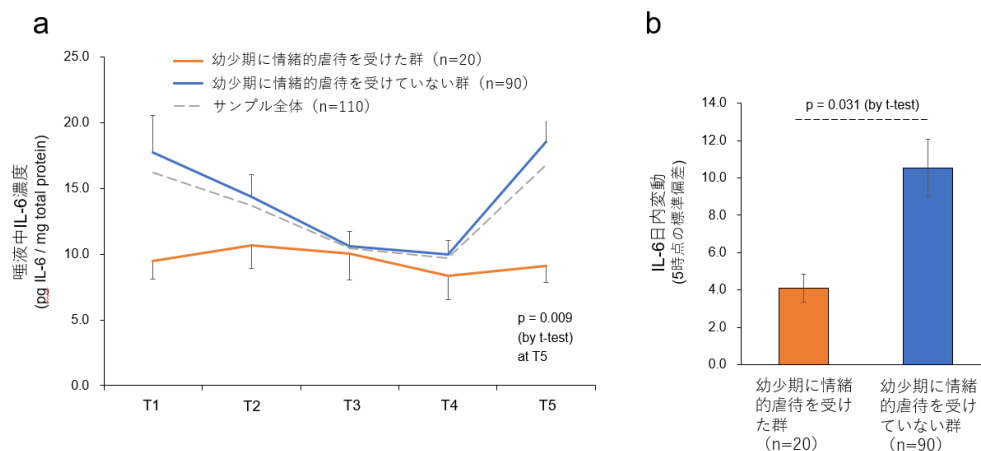 a
25.0
20.0
15.0
10.0
5.0
0.0
唾液中IL-6濃度
(pg IL-6 / mg total protein)
幼少期に情緒的虐待を受けた群（n=20）
幼少期に情緒的虐待を受けていない群（n=90）
サンプル全体（n=110）
p = 0.009
(by t-test)
at T5
T1
T2
T3
T4
T5
b
p = 0.031 (by t-test)
14.0
12.0
10.0
8.0
6.0
4.0
2.0
0.0
IL-6日内変動
(5時点の標準偏差)
幼少期に情緒
的虐待を受け
た群
（n=20）
幼少期に情緒
的虐待を受け
ていない群
（n=90）